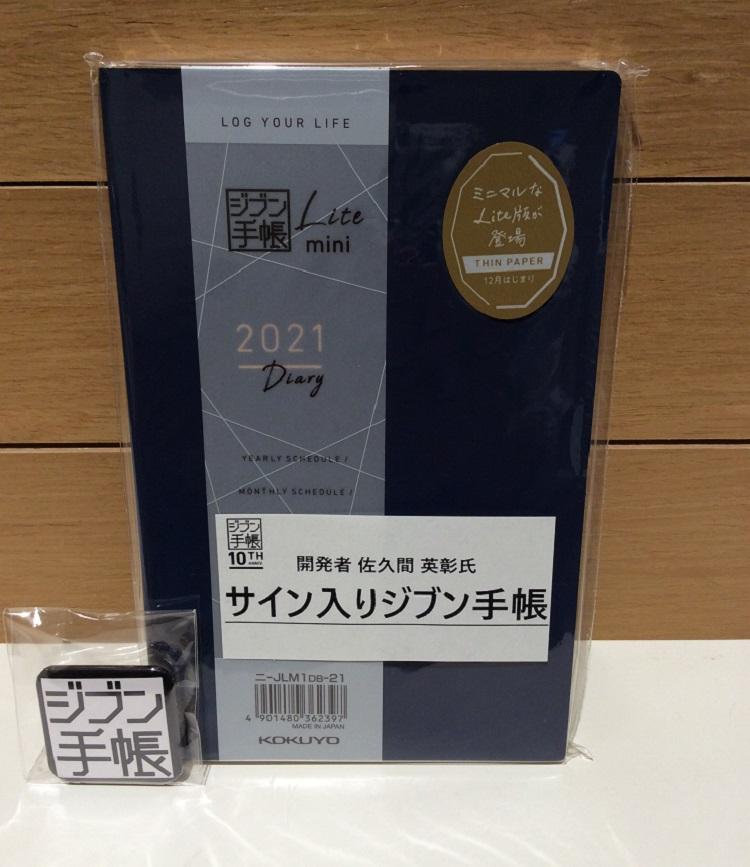 LOG YOUR LIFE
ジブン
手帳
Lite
mini
2021
Diary
YEARLY SCHEDULE /
MONTHLY SCHEDULE /
ミニマルな
Lite版が
登場
THIN PAPER
12月はじまり
ジブン
手帳
10TH
開発者 佐久間 英彰氏
サイン入りジブン手帳
ニ-JLM1DB-21
4 901480 362397
MADE IN JAPAN
KOKUYO
ジブン
手帳